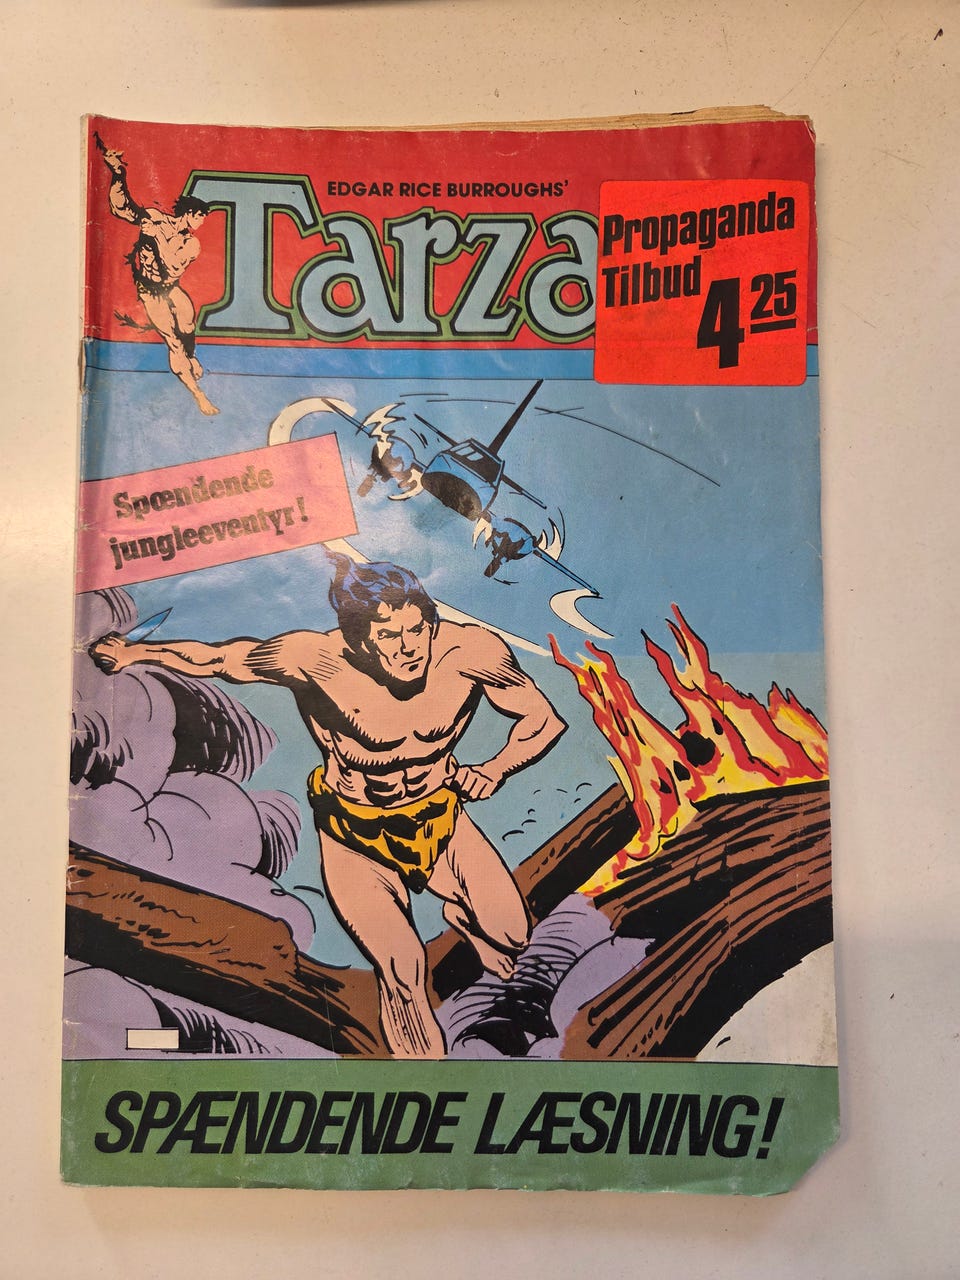 EDGAR RICE BURROUGHS'
Tarza
Propaganda
Tilbud
4 25
Spændende
jungleeventyr!
SPÆNDENDE LÆSNING!